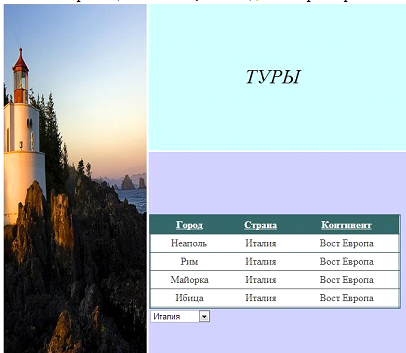 ТУРЫ
Город Страна Континент
Неаполь Италия Вост Европа
Рим Италия Вост Европа
Майорка Италия Вост Европа
Ибица Италия Вост Европа
Италия